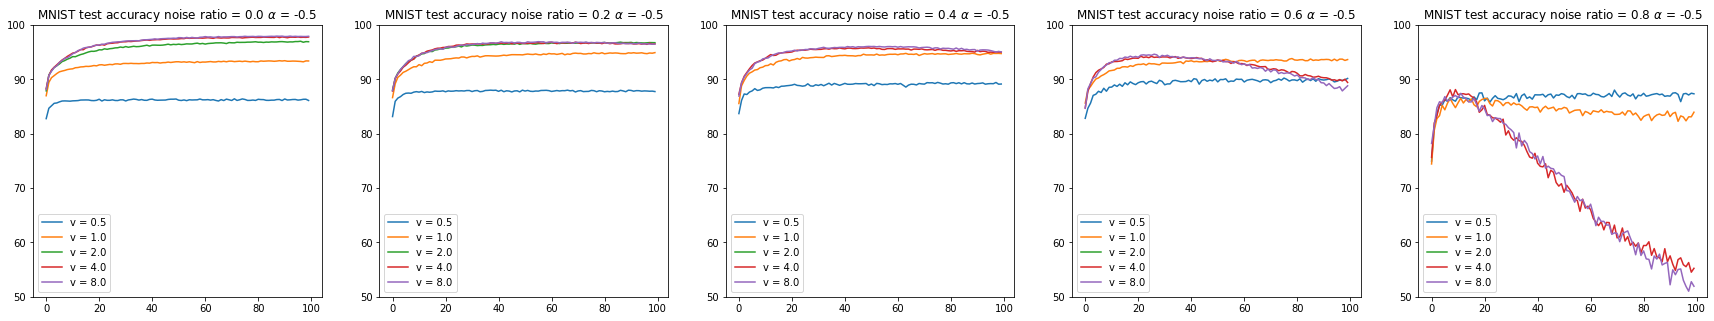 MNIST test accuracy noise ratio = 0.0 α = -0.5
100
90
80
70
60
50
0
20
40
60
80
100
v = 0.5
v = 1.0
v = 2.0
v = 4.0
v = 8.0
MNIST test accuracy noise ratio = 0.2 α = -0.5
100
90
80
70
60
50
0
20
40
60
80
100
v = 0.5
v = 1.0
v = 2.0
v = 4.0
v = 8.0
MNIST test accuracy noise ratio = 0.4 α = -0.5
100
90
80
70
60
50
0
20
40
60
80
100
v = 0.5
v = 1.0
v = 2.0
v = 4.0
v = 8.0
MNIST test accuracy noise ratio = 0.6 α = -0.5
100
90
80
70
60
50
0
20
40
60
80
100
v = 0.5
v = 1.0
v = 2.0
v = 4.0
v = 8.0
MNIST test accuracy noise ratio = 0.8 α = -0.5
100
90
80
70
60
50
0
20
40
60
80
100
v = 0.5
v = 1.0
v = 2.0
v = 4.0
v = 8.0